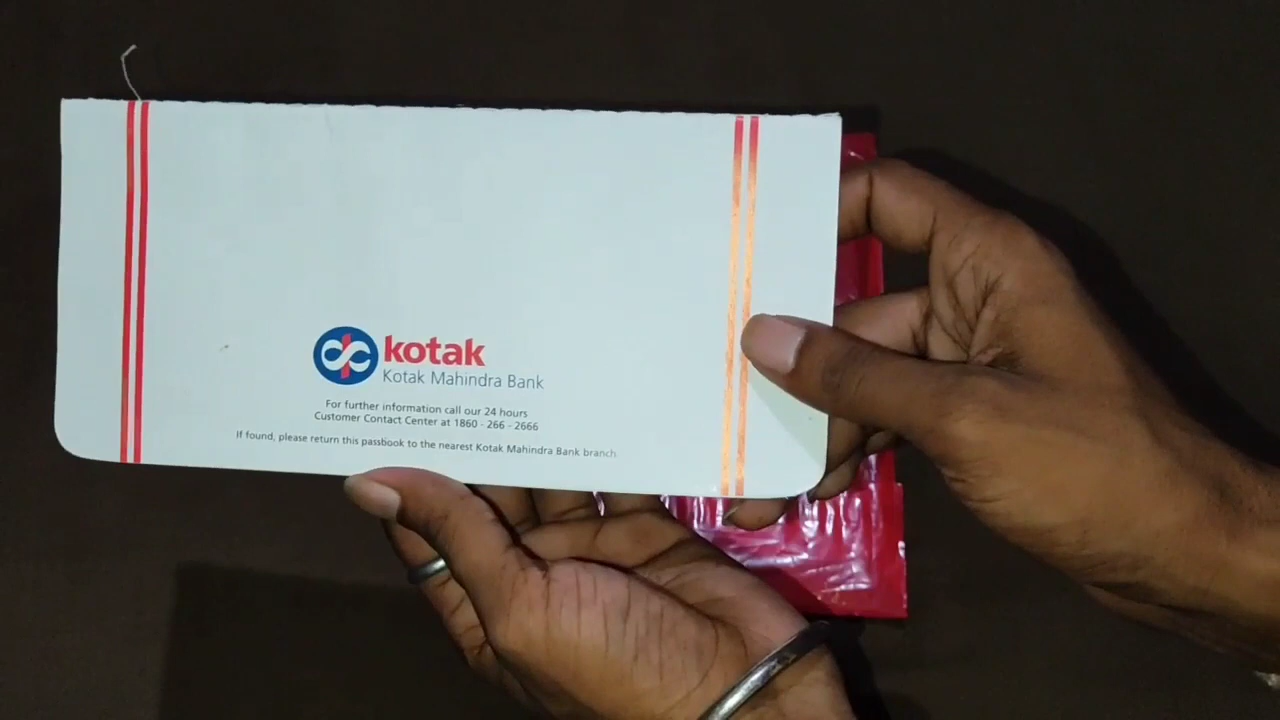 kotak
Kotak Mahindra Bank
For further information call our 24 hours
Customer Contact Center at 1860 - 266 - 2666
If found, please return this passbook to the nearest Kotak Mahindra Bank branch.